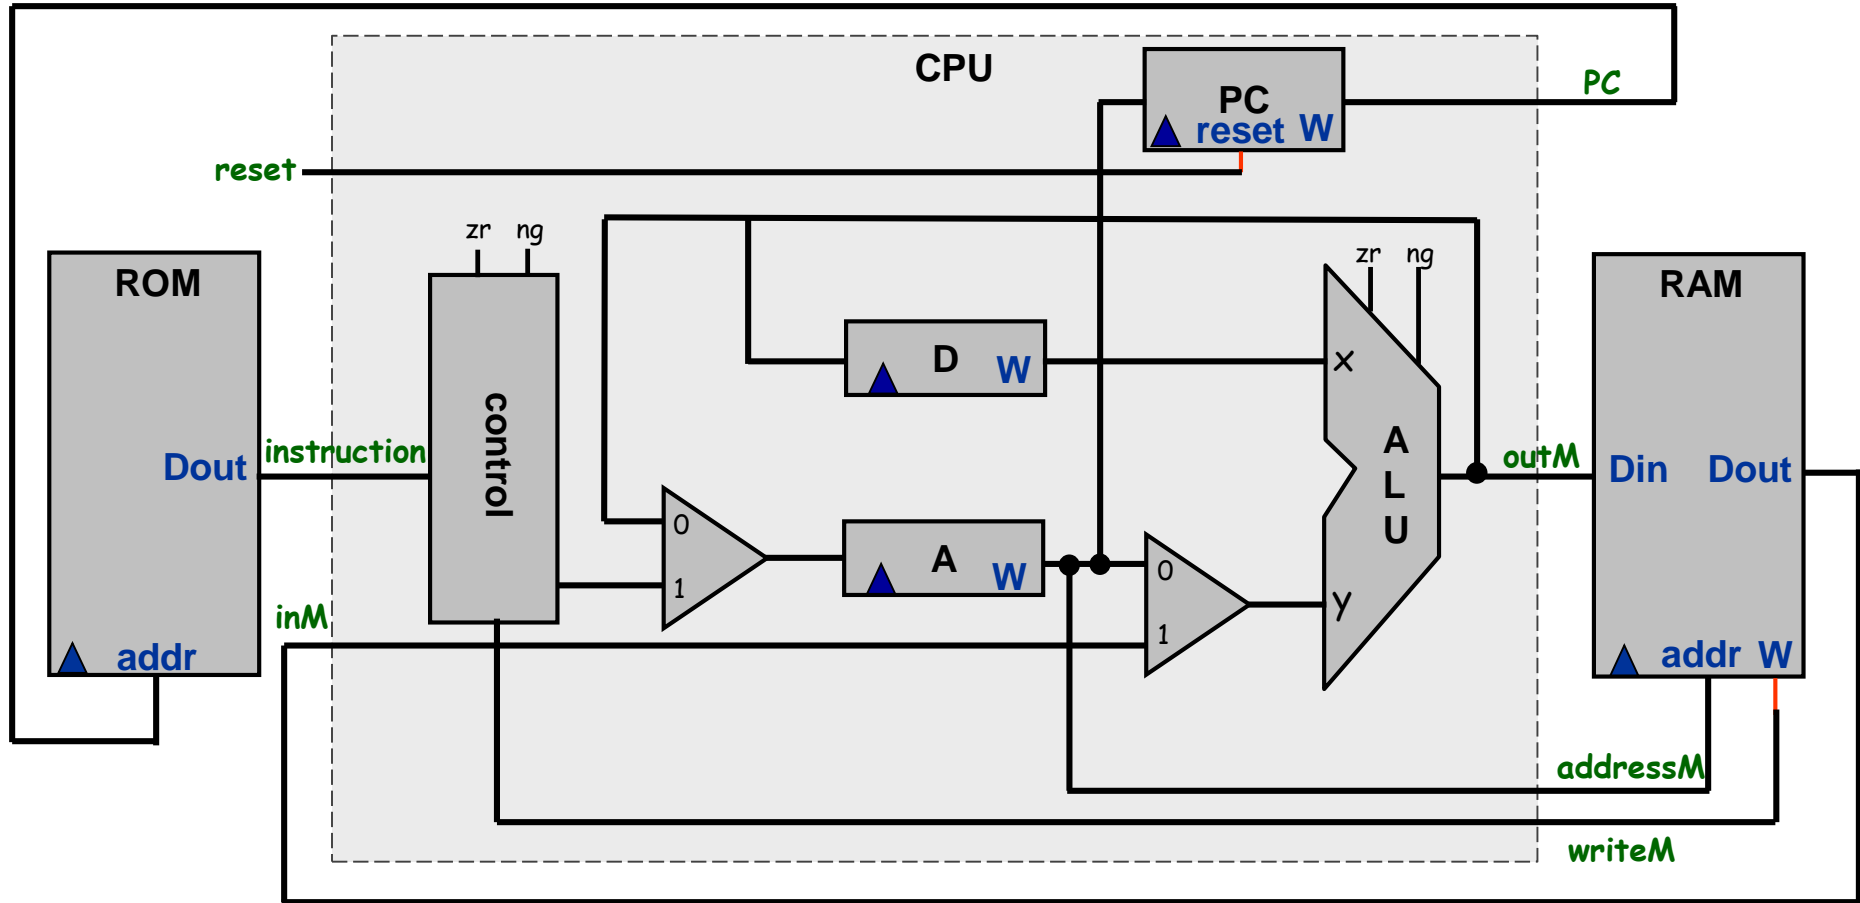 CPU
PC
reset W
PC
reset
zr ng
zr ng
ROM
RAM
D W
x
control
A
L
U
instruction
Dout
outM
Din Dout
0
1
A W
0
1
y
inM
addr
addr W
addressM
writeM